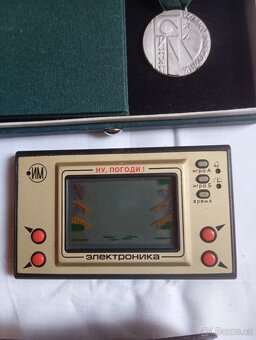 ИМ
НУ, ПОГОДИ!
игра А
игра Б
время
электроника